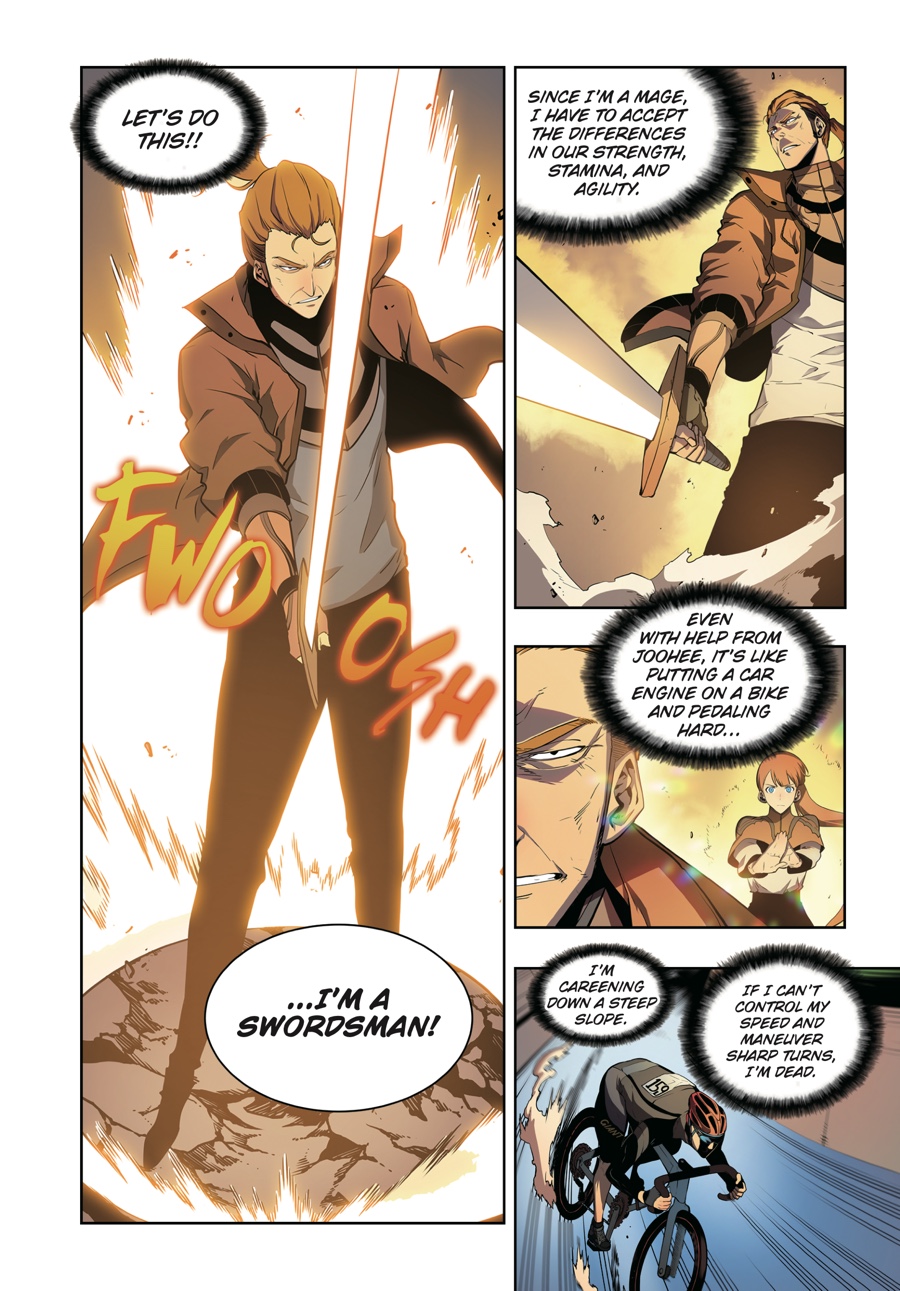 LET'S DO
THIS!!
FWOOSH
...I'M A
SWORDSMAN!
SINCE I'M A MAGE,
I HAVE TO ACCEPT
THE DIFFERENCES
IN OUR STRENGTH,
STAMINA, AND
AGILITY.
EVEN
WITH HELP FROM
JOOHEE, IT'S LIKE
PUTTING A CAR
ENGINE ON A BIKE
AND PEDALING
HARD...
I'M
CAREENING
DOWN A STEEP
SLOPE.
IF I CAN'T
CONTROL MY
SPEED AND
MANEUVER
SHARP TURNS,
I'M DEAD.
159
GIANT